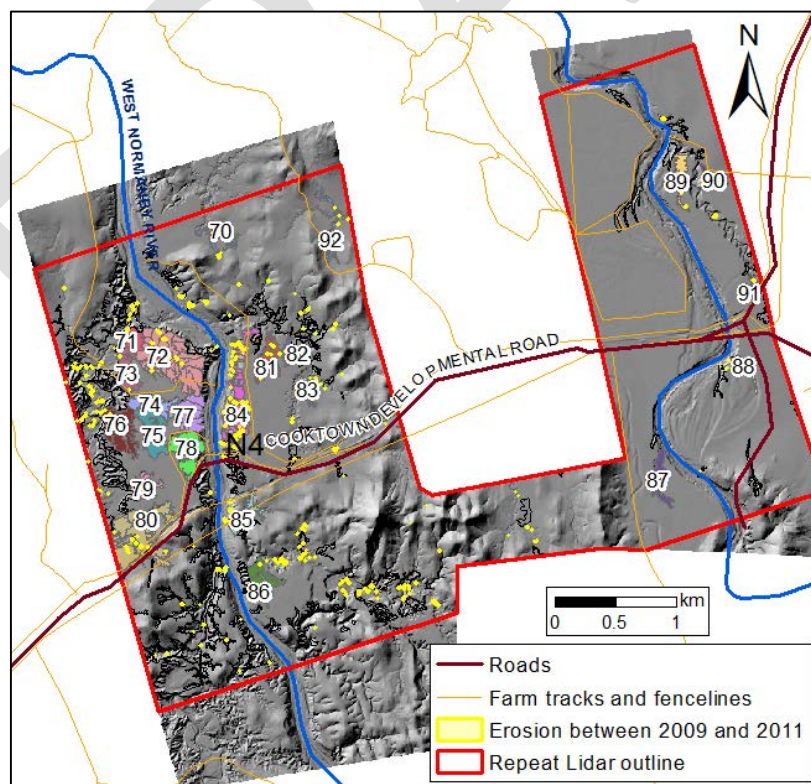 N
WEST NORMANBY RIVER
70
92
89
90
91
71
72
73
81
82
83
88
74
77
76
75
78
84
N4
COOKTOWN DEVELOPMENTAL ROAD
79
80
85
86
87
km
0 0.5 1
Roads
Farm tracks and fencelines
Erosion between 2009 and 2011
Repeat Lidar outline